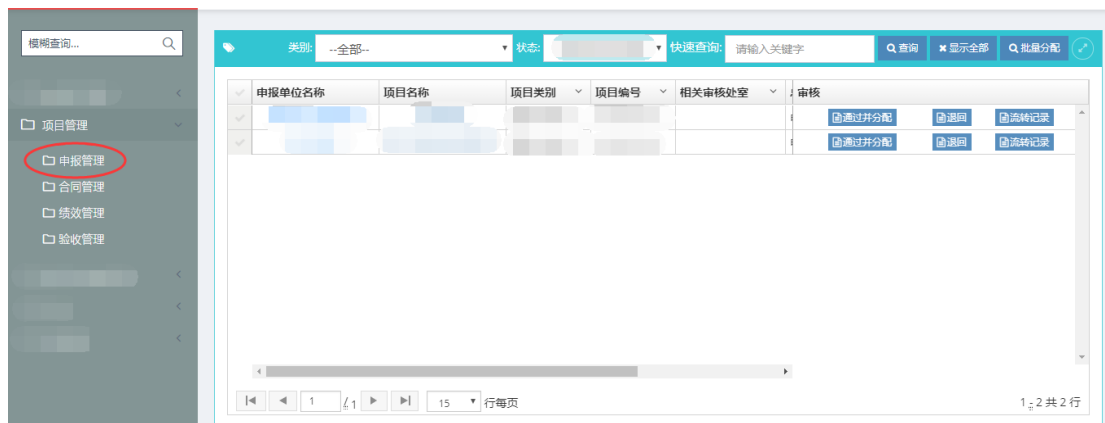 模糊查询...
项目管理
申报管理
合同管理
绩效管理
验收管理
类别: --全部-- 状态: 快速查询: 请输入关键字 查询 显示全部 批量分配
申报单位名称 项目名称 项目类别 项目编号 相关审核处室 审核
通过并分配 退回 流转记录
通过并分配 退回 流转记录
1 / 1 15 行每页 1 - 2 共 2 行